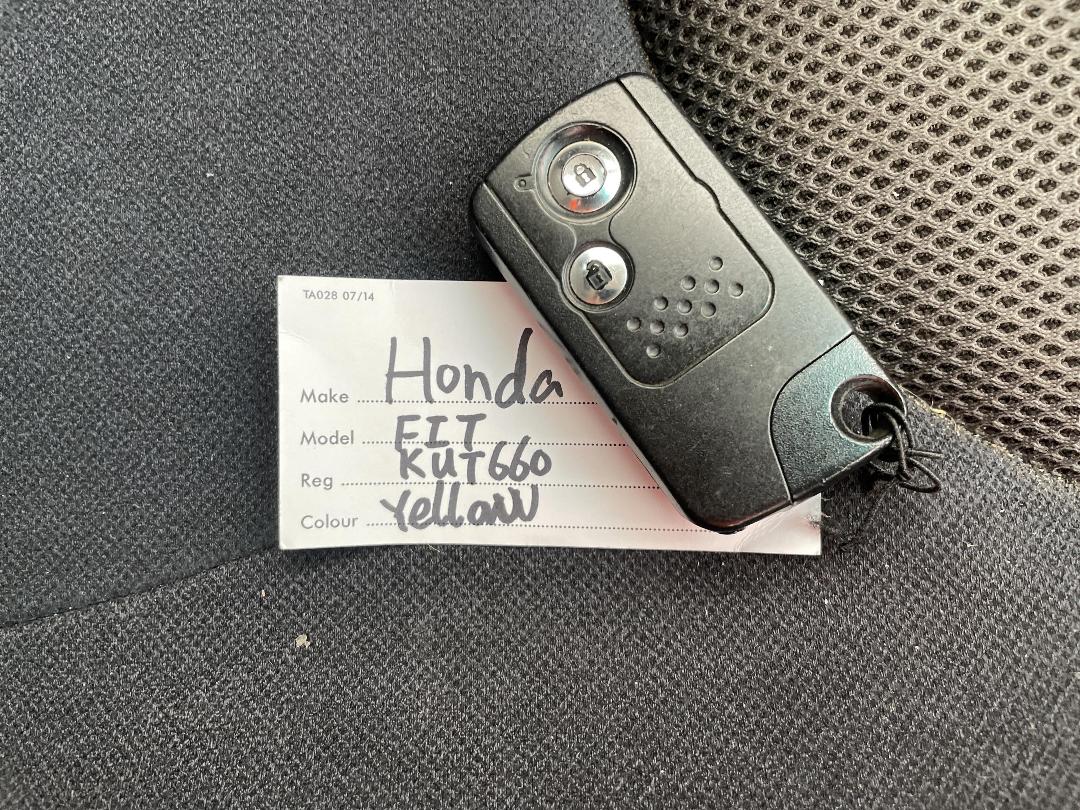 TA028 07/14
Make Honda
Model FIT
Reg KUT660
Colour Yellow